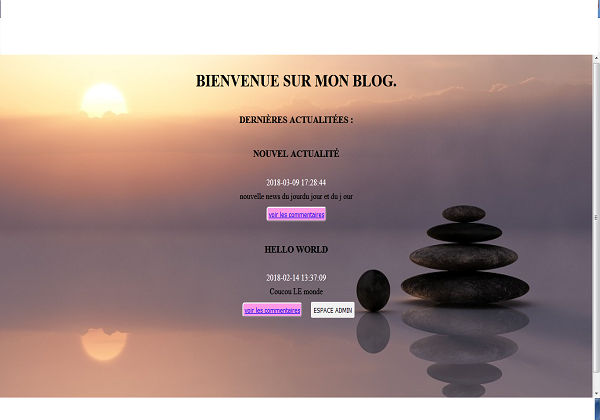 BIENVENUE SUR MON BLOG.
DERNIÈRES ACTUALITÉES :
NOUVEL ACTUALITÉ
2018-03-09 17:28:44
nouvelle news du jourdu jour et du j our
voir les commentaires
HELLO WORLD
2018-02-14 13:37:09
Coucou LE monde
voir les commentaires ESPACE ADMIN